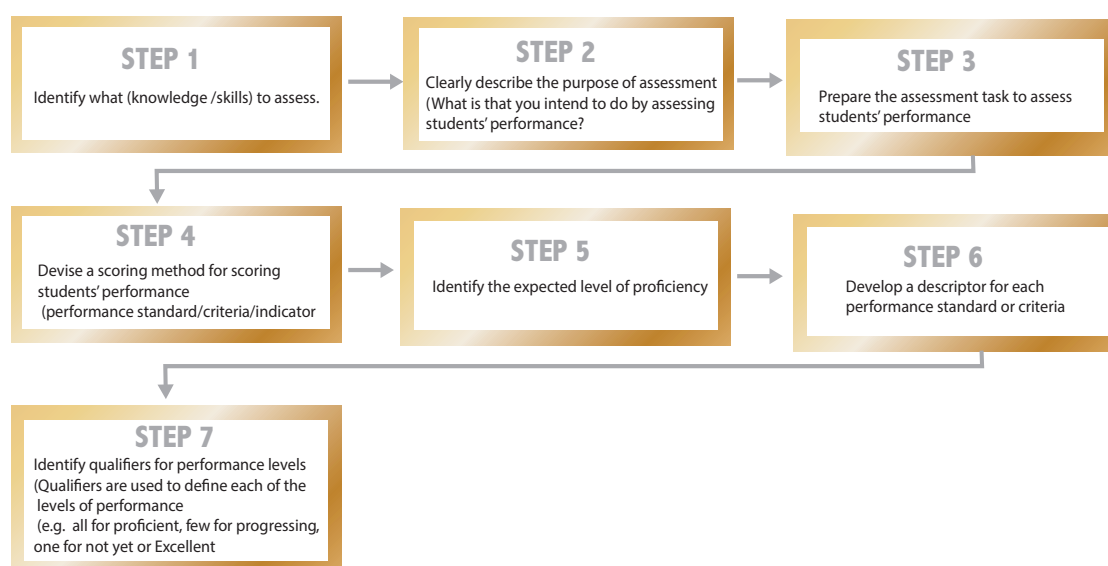 STEP 1
Identify what (knowledge /skills) to assess.
STEP 2
Clearly describe the purpose of assessment
(What is that you intend to do by assessing
students' performance?
STEP 3
Prepare the assessment task to assess
students' performance
STEP 4
Devise a scoring method for scoring
students' performance
(performance standard/criteria/indicator
STEP 5
Identify the expected level of proficiency
STEP 6
Develop a descriptor for each
performance standard or criteria
STEP 7
Identify qualifiers for performance levels
(Qualifiers are used to define each of the
levels of performance
(e.g. all for proficient, few for progressing,
one for not yet or Excellent